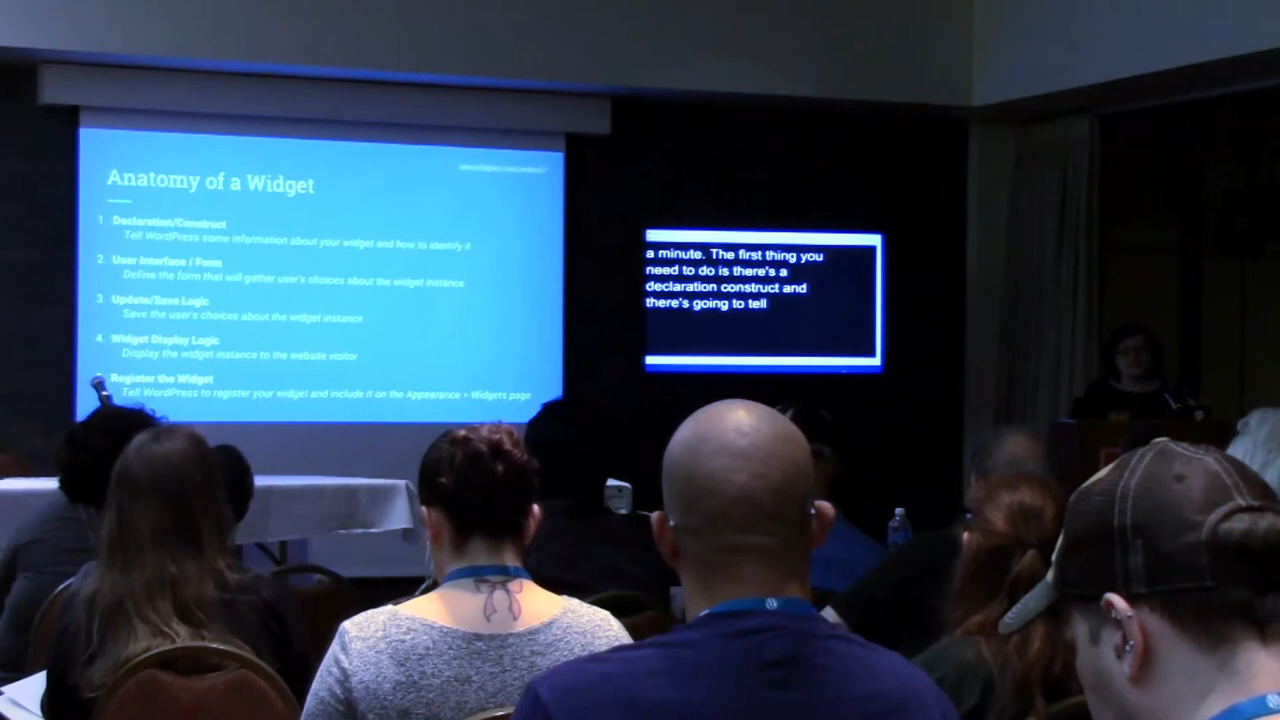 Anatomy of a Widget
1. Declaration/Construct
Tell WordPress some information about your widget and how to identify it
2. User Interface / Form
Define the form that will gather user's choices about the widget instance
3. Update/Save Logic
Save the user's choices about the widget instance
4. Widget Display Logic
Display the widget instance to the website visitor
Register the Widget
Tell WordPress to register your widget and include it on the Appearance > Widgets page
a minute. The first thing you
need to do is there's a
declaration construct and
there's going to tell